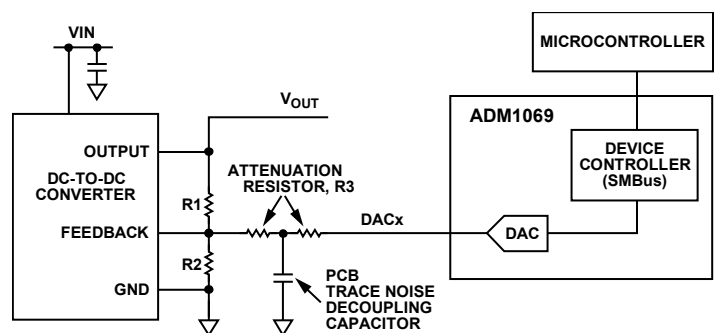 VIN
MICROCONTROLLER
VOUT
ADM1069
DEVICE
CONTROLLER
(SMBus)
OUTPUT
DC-TO-DC
CONVERTER
ATTENUATION
RESISTOR, R3
R1
DACx
FEEDBACK
DAC
R2
GND
PCB
TRACE NOISE
DECOUPLING
CAPACITOR